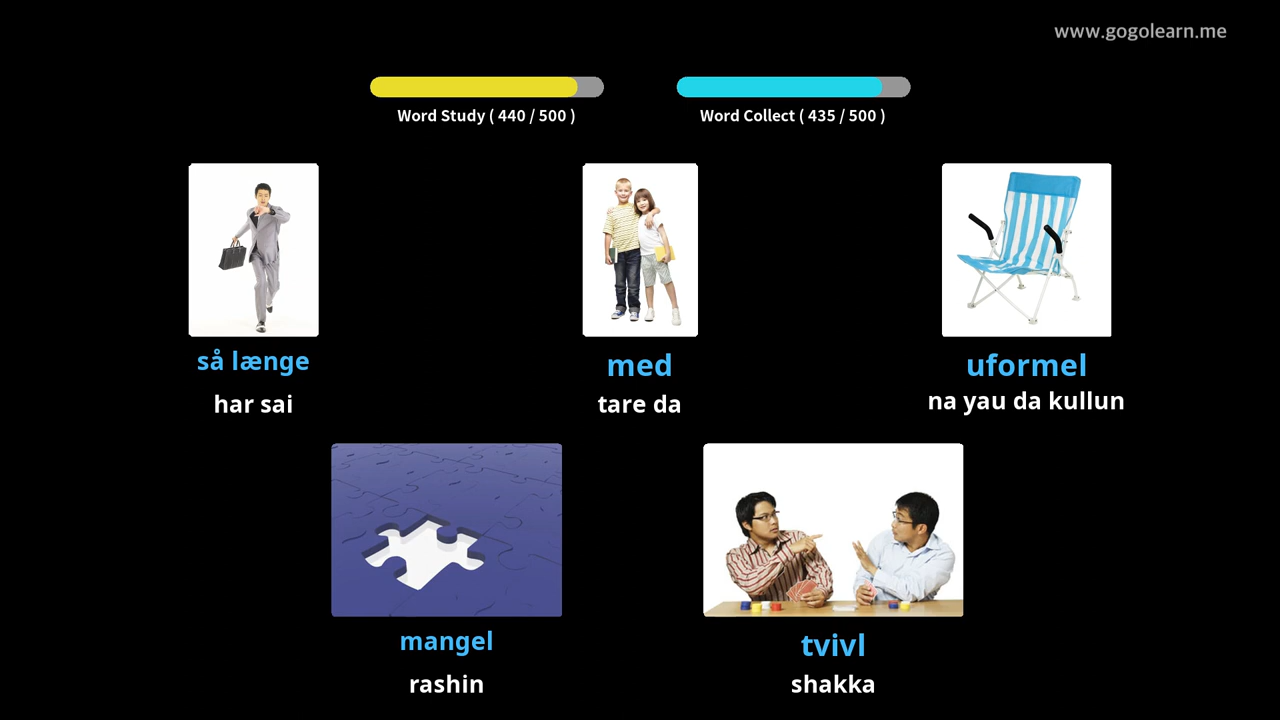 www.gogolearn.me
Word Study ( 440 / 500 )
Word Collect ( 435 / 500 )
så længe
har sai
med
tare da
uformel
na yau da kullun
mangel
rashin
tvivl
shakka